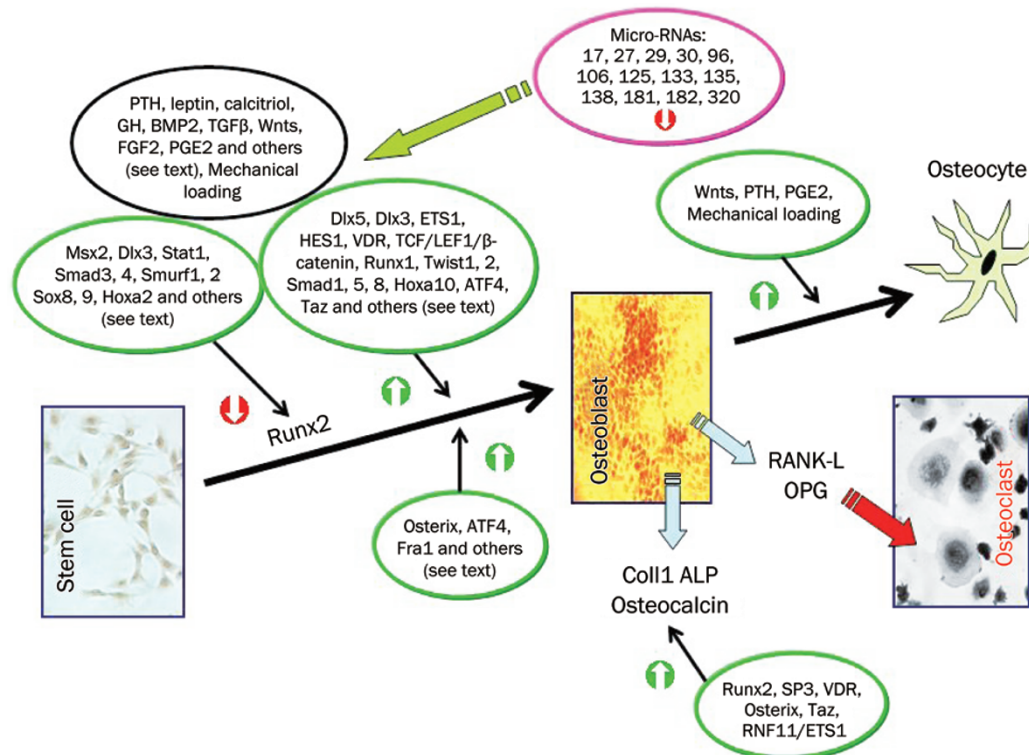 Micro-RNAs:
17, 27, 29, 30, 96,
106, 125, 133, 135,
138, 181, 182, 320
PTH, leptin, calcitriol,
GH, BMP2, TGFβ, Wnts,
FGF2, PGE2 and others
(see text), Mechanical
loading
Wnts, PTH, PGE2,
Mechanical loading
Osteocyte
Msx2, Dlx3, Stat1,
Smad3, 4, Smurf1, 2
Sox8, 9, Hoxa2 and others
(see text)
Dlx5, Dlx3, ETS1,
HES1, VDR, TCF/LEF1/β-
catenin, Runx1, Twist1, 2,
Smad1, 5, 8, Hoxa10, ATF4,
Taz and others (see text)
Stem cell
Runx2
Osteoblast
RANK-L
OPG
Osteoclast
Osterix, ATF4,
Fra1 and others
(see text)
Coll1 ALP
Osteocalcin
Runx2, SP3, VDR,
Osterix, Taz,
RNF11/ETS1